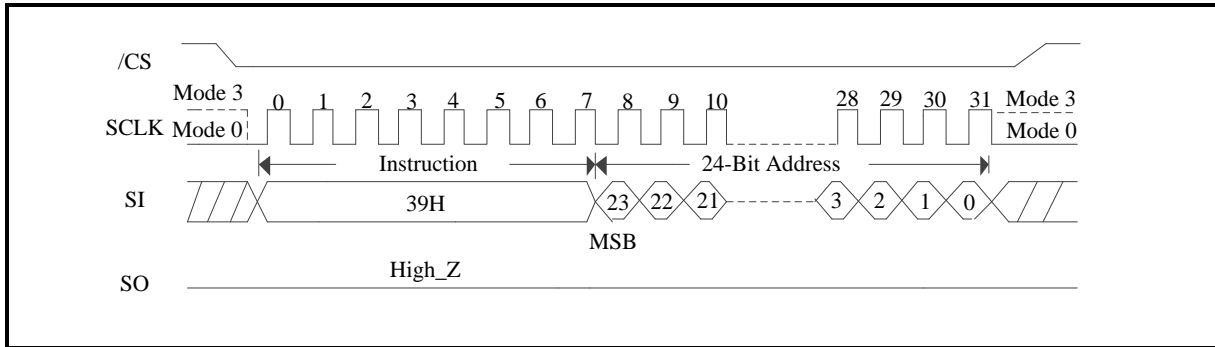 /CS
Mode 3 0 1 2 3 4 5 6 7 8 9 10 28 29 30 31 Mode 3
SCLK Mode 0 Mode 0
Instruction 24-Bit Address
SI 39H 23 22 21 3 2 1 0
MSB
High_Z
SO